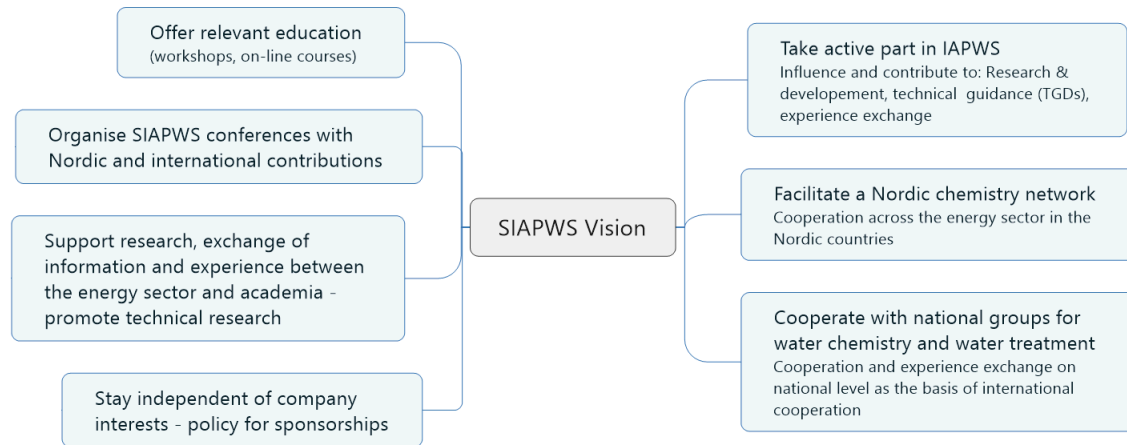 Offer relevant education
(workshops, on-line courses)
Organise SIAPWS conferences with
Nordic and international contributions
Support research, exchange of
information and experience between
the energy sector and academia -
promote technical research
Stay independent of company
interests - policy for sponsorships
SIAPWS Vision
Take active part in IAPWS
Influence and contribute to: Research &
developement, technical guidance (TGDs),
experience exchange
Facilitate a Nordic chemistry network
Cooperation across the energy sector in the
Nordic countries
Cooperate with national groups for
water chemistry and water treatment
Cooperation and experience exchange on
national level as the basis of international
cooperation